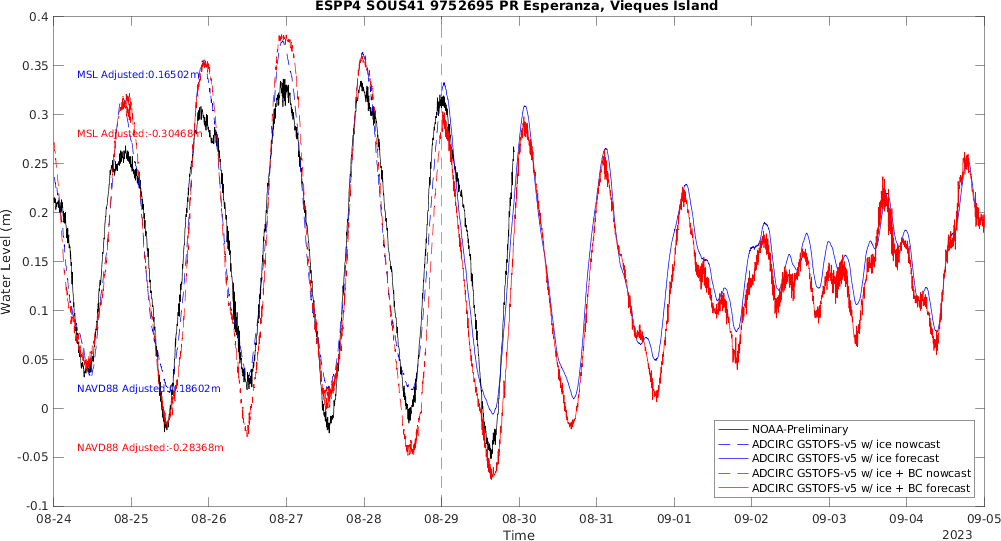 ESPP4 SOUS41 9752695 PR Esperanza, Vieques Island
0.4
0.35
0.3
0.25
0.2
0.15
0.1
0.05
0
-0.05
-0.1
Water Level (m)
MSL Adjusted:0.16502m
MSL Adjusted:-0.30468m
NAVD88 Adjusted:0.18602m
NAVD88 Adjusted:-0.28368m
NOAA-Preliminary
ADCIRC GSTOFS-v5 w/ ice nowcast
ADCIRC GSTOFS-v5 w/ ice forecast
ADCIRC GSTOFS-v5 w/ ice + BC nowcast
ADCIRC GSTOFS-v5 w/ ice + BC forecast
08-24 08-25 08-26 08-27 08-28 08-29 08-30 08-31 09-01 09-02 09-03 09-04 09-05
Time
2023